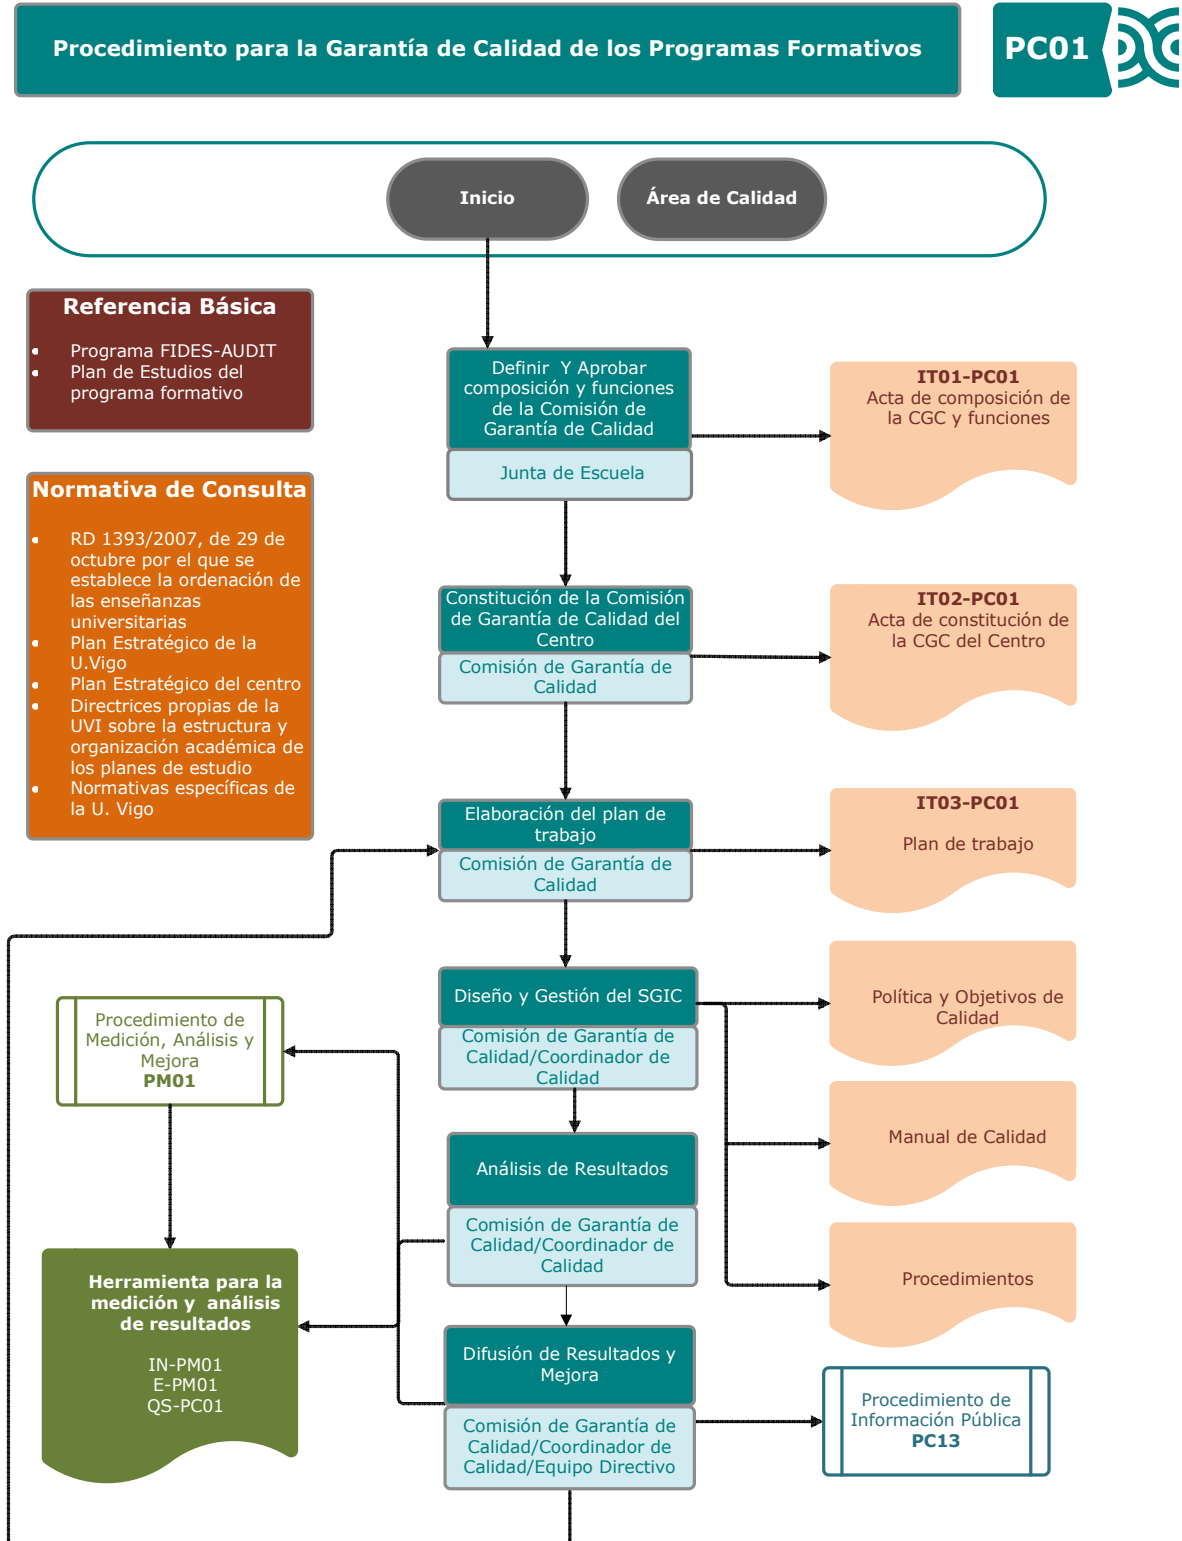 Procedimiento para la Garantía de Calidad de los Programas Formativos
PC01
Inicio
Área de Calidad
Referencia Básica
Programa FIDES-AUDIT
Plan de Estudios del
programa formativo
Normativa de Consulta
RD 1393/2007, de 29 de
octubre por el que se
establece la ordenación de
las enseñanzas
universitarias
Plan Estratégico de la
U.Vigo
Plan Estratégico del centro
Directrices propias de la
UVI sobre la estructura y
organización académica de
los planes de estudio
Normativas específicas de
la U. Vigo
Definir Y Aprobar
composición y funciones
de la Comisión de
Garantía de Calidad
Junta de Escuela
IT01-PC01
Acta de composición de
la CGC y funciones
Constitución de la Comisión
de Garantía de Calidad del
Centro
Comisión de Garantía de
Calidad
IT02-PC01
Acta de constitución de
la CGC del Centro
Elaboración del plan de
trabajo
Comisión de Garantía de
Calidad
IT03-PC01
Plan de trabajo
Diseño y Gestión del SGIC
Comisión de Garantía de
Calidad/Coordinador de
Calidad
Política y Objetivos de
Calidad
Manual de Calidad
Procedimientos
Procedimiento de
Medición, Análisis y
Mejora
PM01
Análisis de Resultados
Comisión de Garantía de
Calidad/Coordinador de
Calidad
Herramienta para la
medición y análisis
de resultados
IN-PM01
E-PM01
QS-PC01
Difusión de Resultados y
Mejora
Comisión de Garantía de
Calidad/Coordinador de
Calidad/Equipo Directivo
Procedimiento de
Información Pública
PC13